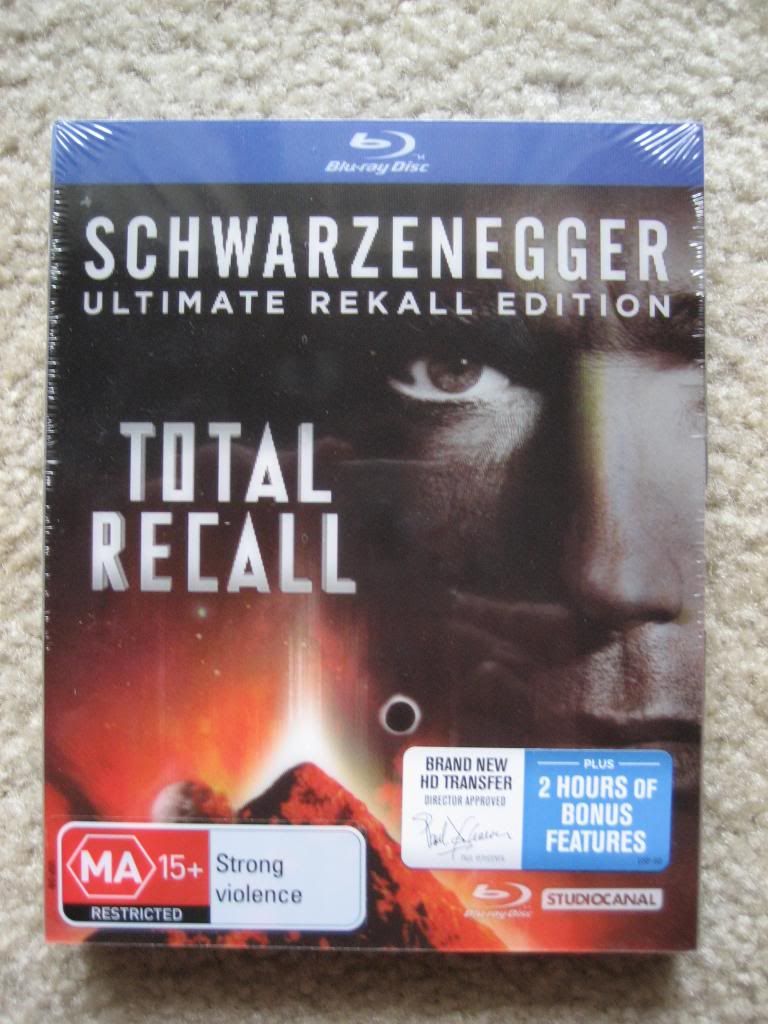 Blu-ray Disc
SCHWARZENEGGER
ULTIMATE REKALL EDITION
TOTAL
RECALL
BRAND NEW
HD TRANSFER
DIRECTOR APPROVED
PLUS
2 HOURS OF
BONUS
FEATURES
MA 15+
RESTRICTED
Strong
violence
Blu-ray Disc
STUDIOCANAL